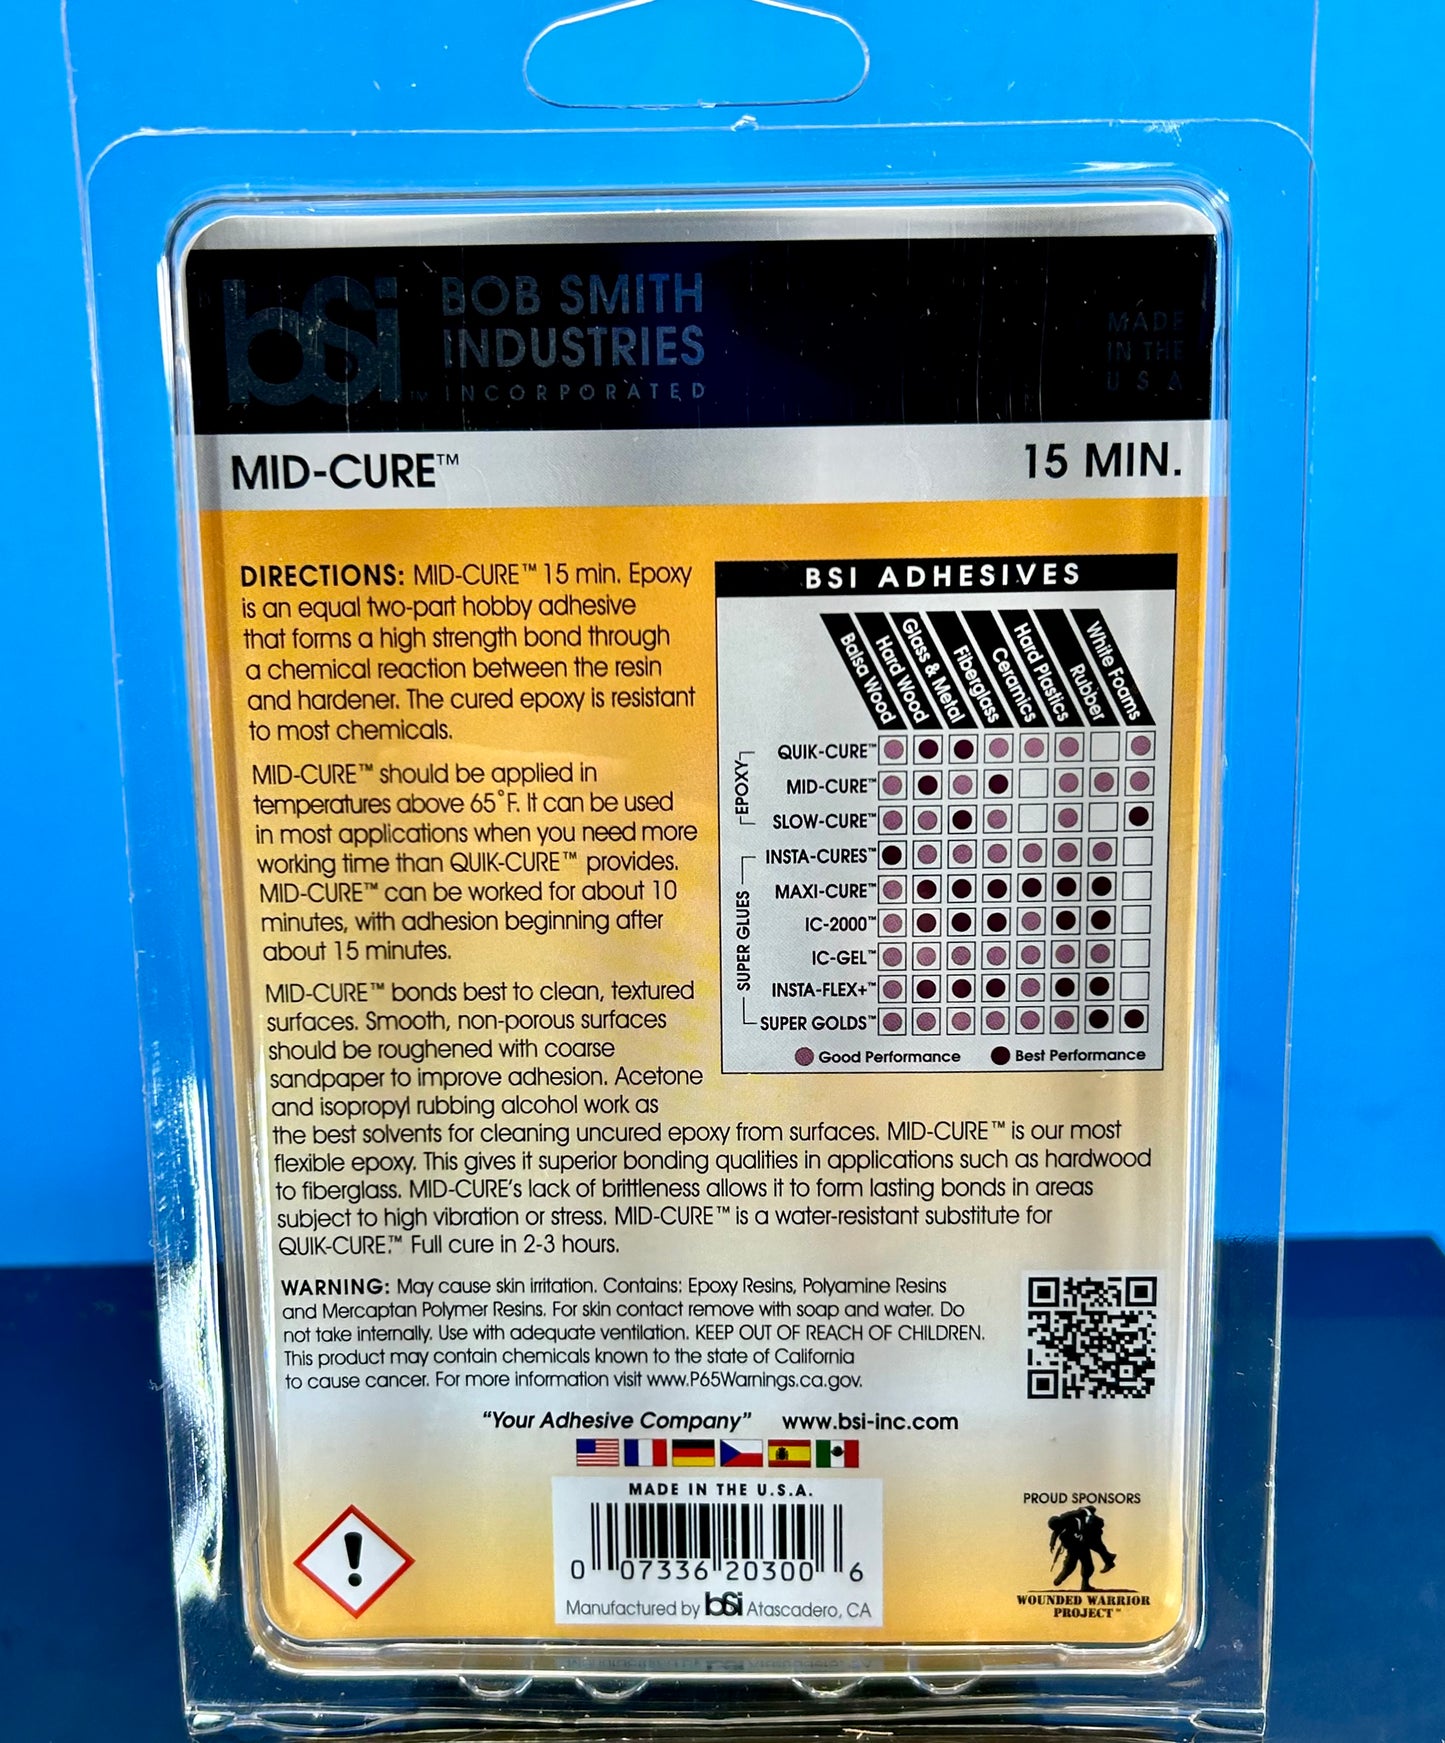 bsi™
BOB SMITH
INDUSTRIES
INCORPORATED
MADE
IN THE
U S A
MID-CURE™
15 MIN.
DIRECTIONS: MID-CURE™ 15 min. Epoxy
is an equal two-part hobby adhesive
that forms a high strength bond through
a chemical reaction between the resin
and hardener. The cured epoxy is resistant
to most chemicals.
MID-CURE™ should be applied in
temperatures above 65°F. It can be used
in most applications when you need more
working time than QUIK-CURE™ provides.
MID-CURE™ can be worked for about 10
minutes, with adhesion beginning after
about 15 minutes.
MID-CURE™ bonds best to clean, textured
surfaces. Smooth, non-porous surfaces
should be roughened with coarse
sandpaper to improve adhesion. Acetone
and isopropyl rubbing alcohol work as
the best solvents for cleaning uncured epoxy from surfaces. MID-CURE™ is our most
flexible epoxy. This gives it superior bonding qualities in applications such as hardwood
to fiberglass. MID-CURE's lack of brittleness allows it to form lasting bonds in areas
subject to high vibration or stress. MID-CURE™ is a water-resistant substitute for
QUIK-CURE.™ Full cure in 2-3 hours.
BSI ADHESIVES
Balsa Wood
Hard Wood
Glass & Metal
Fiberglass
Ceramics
Hard Plastics
Rubber
White Foams
EPOXY
QUIK-CURE™
MID-CURE™
SLOW-CURE™
SUPER GLUES
INSTA-CURES™
MAXI-CURE™
IC-2000™
IC-GEL™
INSTA-FLEX+™
SUPER GOLDS™
Good Performance
Best Performance
WARNING: May cause skin irritation. Contains: Epoxy Resins, Polyamine Resins
and Mercaptan Polymer Resins. For skin contact remove with soap and water. Do
not take internally. Use with adequate ventilation. KEEP OUT OF REACH OF CHILDREN.
This product may contain chemicals known to the state of California
to cause cancer. For more information visit www.P65Warnings.ca.gov.
"Your Adhesive Company" www.bsi-inc.com
MADE IN THE U.S.A.
0 07336 20300 6
Manufactured by bsi Atascadero, CA
PROUD SPONSORS
WOUNDED WARRIOR
PROJECT™